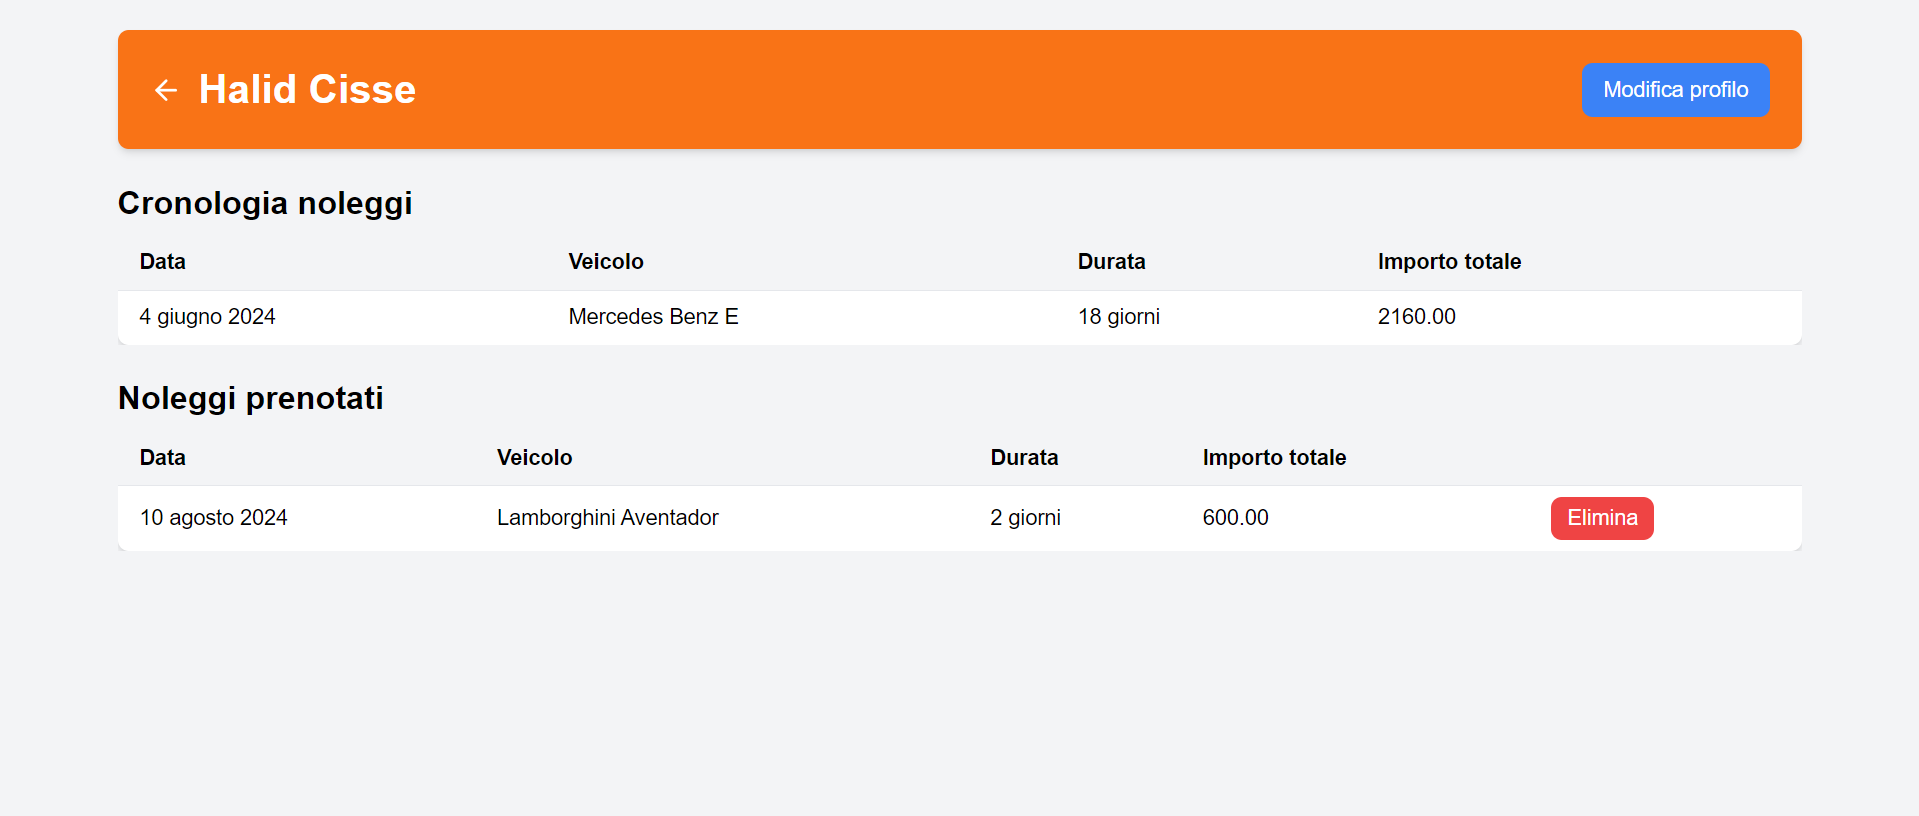 Halid Cisse
Modifica profilo
Cronologia noleggi
Data Veicolo Durata Importo totale
4 giugno 2024 Mercedes Benz E 18 giorni 2160.00
Noleggi prenotati
Data Veicolo Durata Importo totale
10 agosto 2024 Lamborghini Aventador 2 giorni 600.00 Elimina